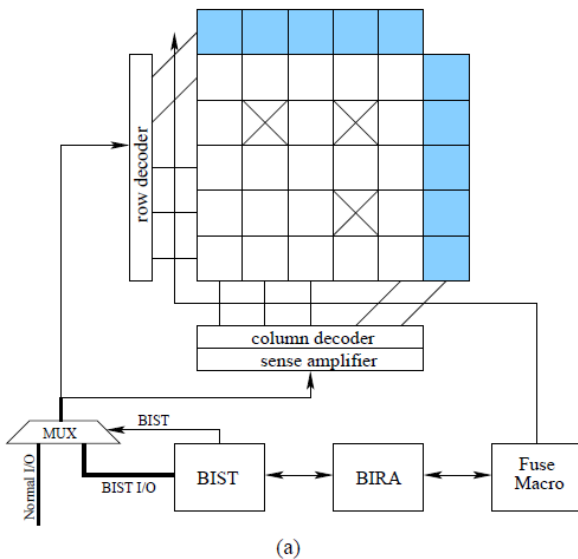 row decoder
column decoder
sense amplifier
MUX
BIST
Normal I/O
BIST I/O
BIST
BIRA
Fuse
Macro
(a)